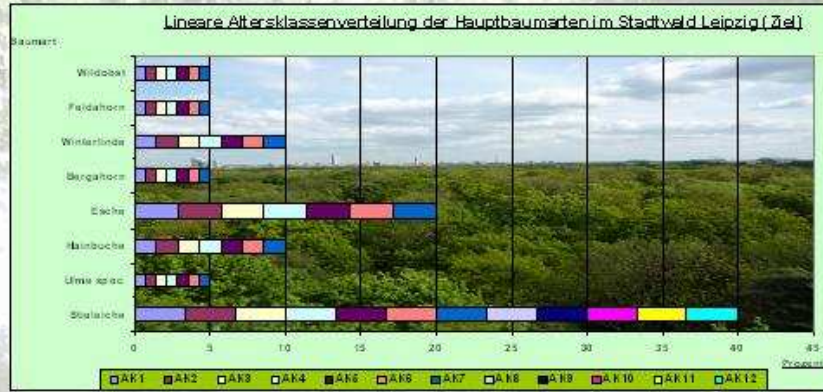 Lineare Altersklassenverteilung der Hauptbaumarten im Stadtwald Leipzig (Ziel)
Baumart
Wildobst
Feldahorn
Winterlinde
Bergahorn
Esche
Hainbuche
Ulme spec.
Stieleiche
0 5 10 15 20 25 30 35 40 45
Prozent
AK1 AK2 AK3 AK4 AK5 AK6 AK7 AK8 AK9 AK10 AK11 AK12